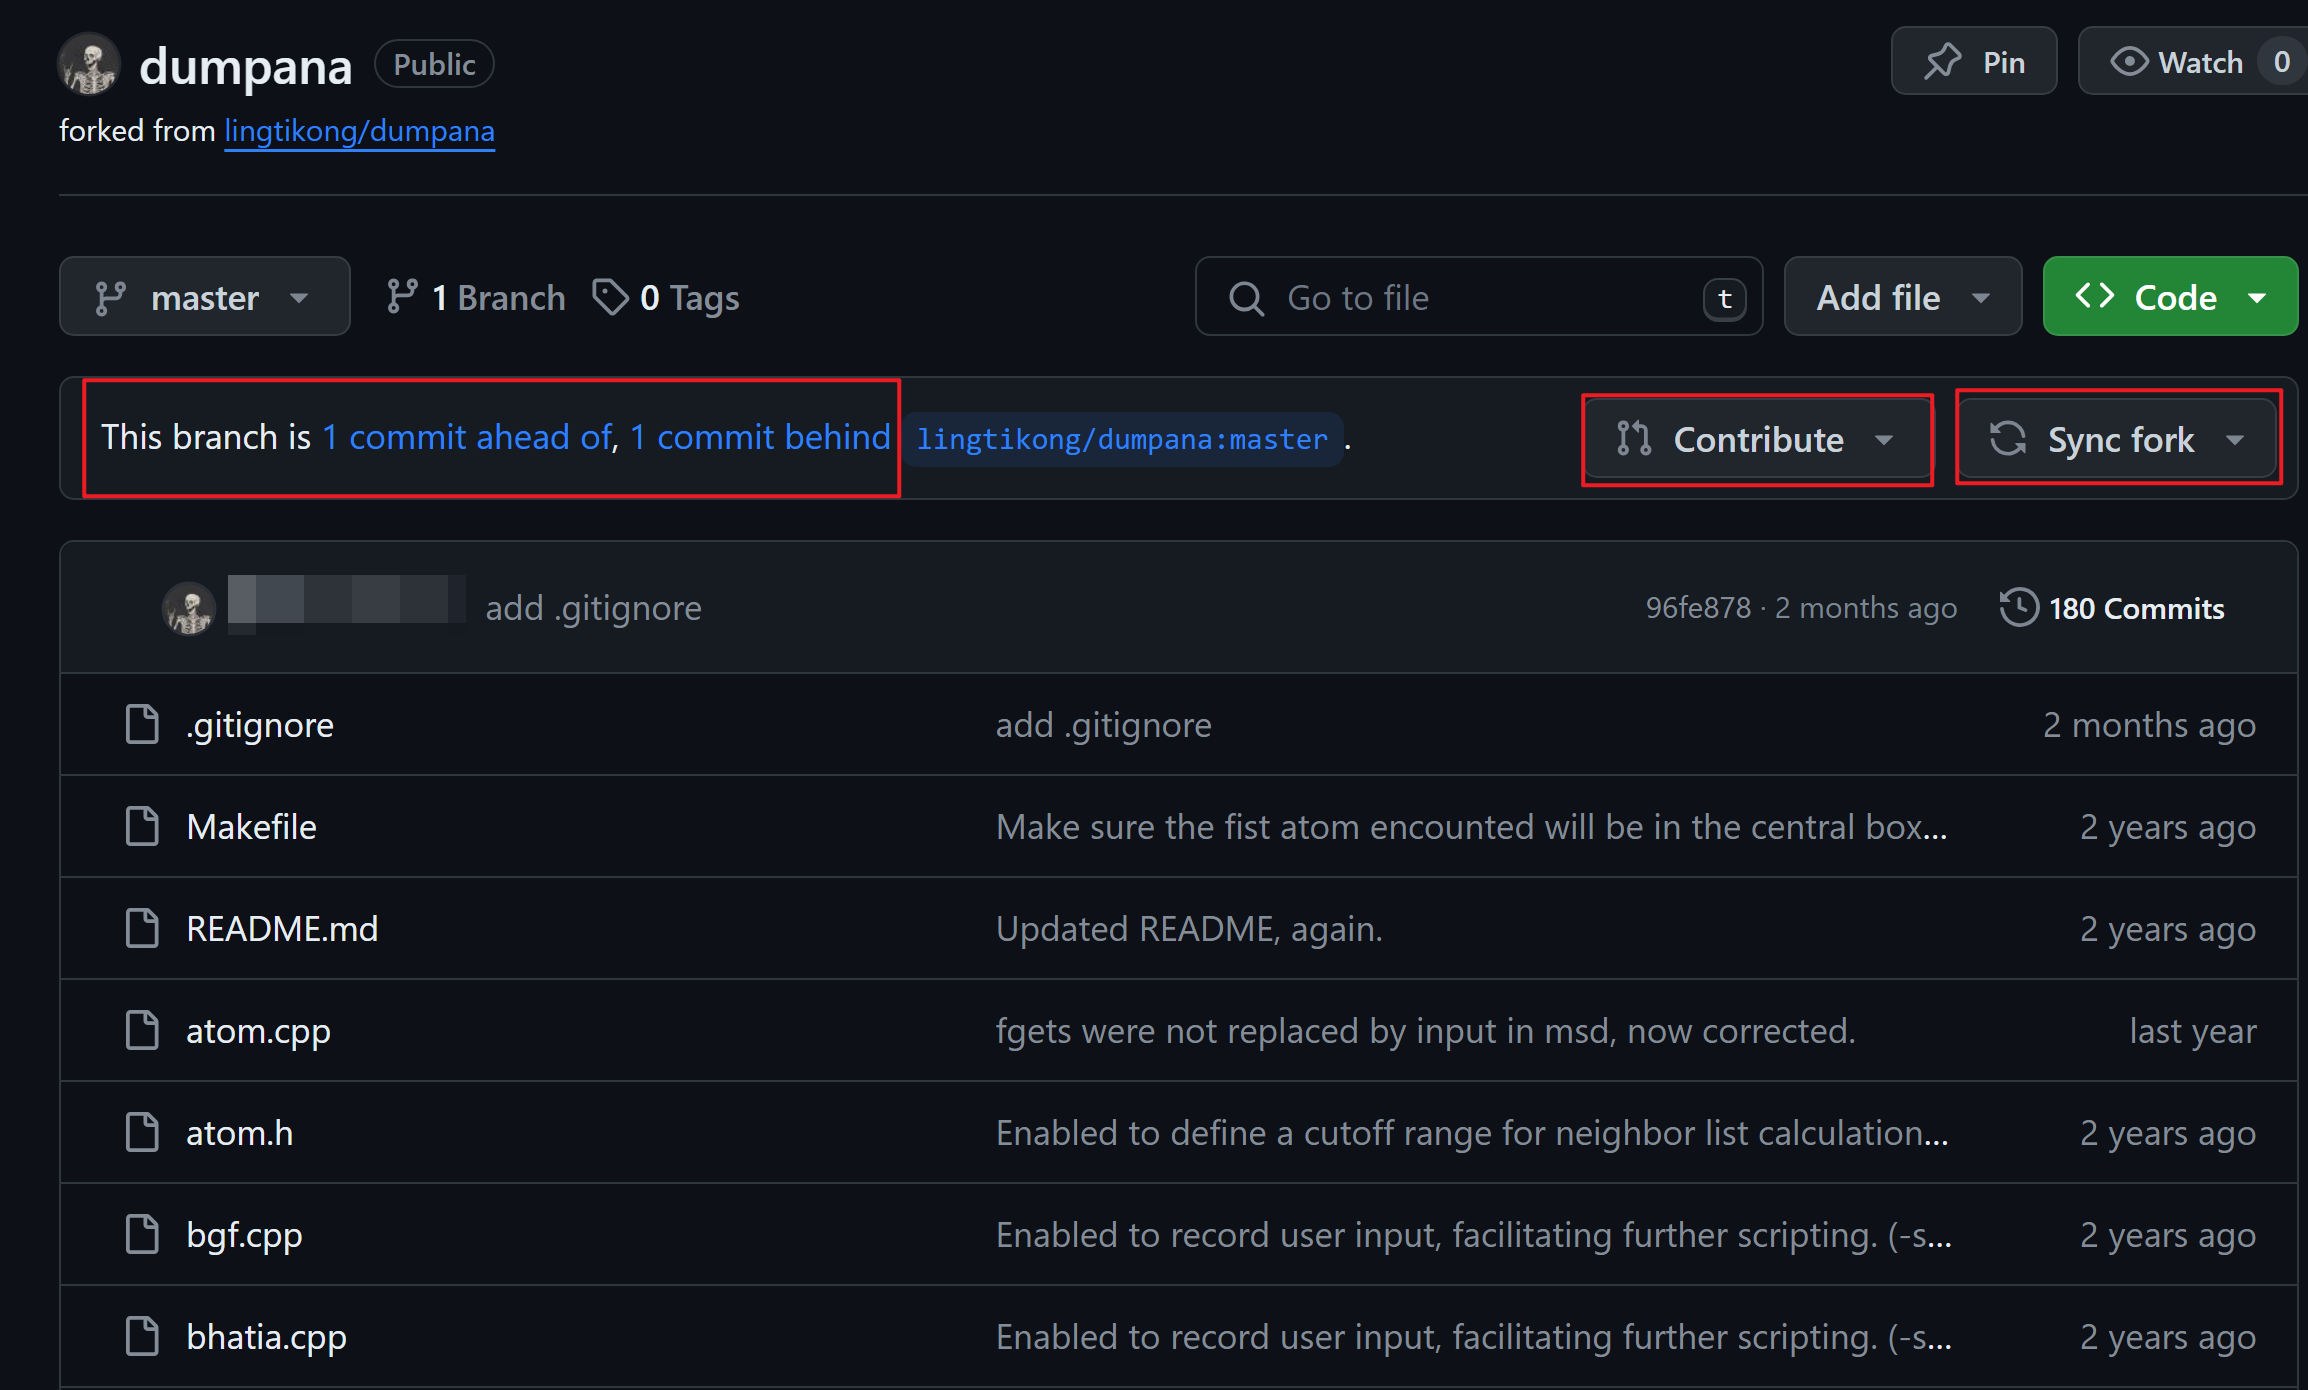 dumpana Public Pin Watch 0
forked from lingtikong/dumpana
master 1 Branch 0 Tags Go to file t Add file Code
This branch is 1 commit ahead of, 1 commit behind lingtikong/dumpana:master . Contribute Sync fork
add .gitignore 96fe878 · 2 months ago 180 Commits
.gitignore add .gitignore 2 months ago
Makefile Make sure the fist atom encounted will be in the central box... 2 years ago
README.md Updated README, again. 2 years ago
atom.cpp fgets were not replaced by input in msd, now corrected. last year
atom.h Enabled to define a cutoff range for neighbor list calculation... 2 years ago
bgf.cpp Enabled to record user input, facilitating further scripting. (-s... 2 years ago
bhatia.cpp Enabled to record user input, facilitating further scripting. (-s... 2 years ago